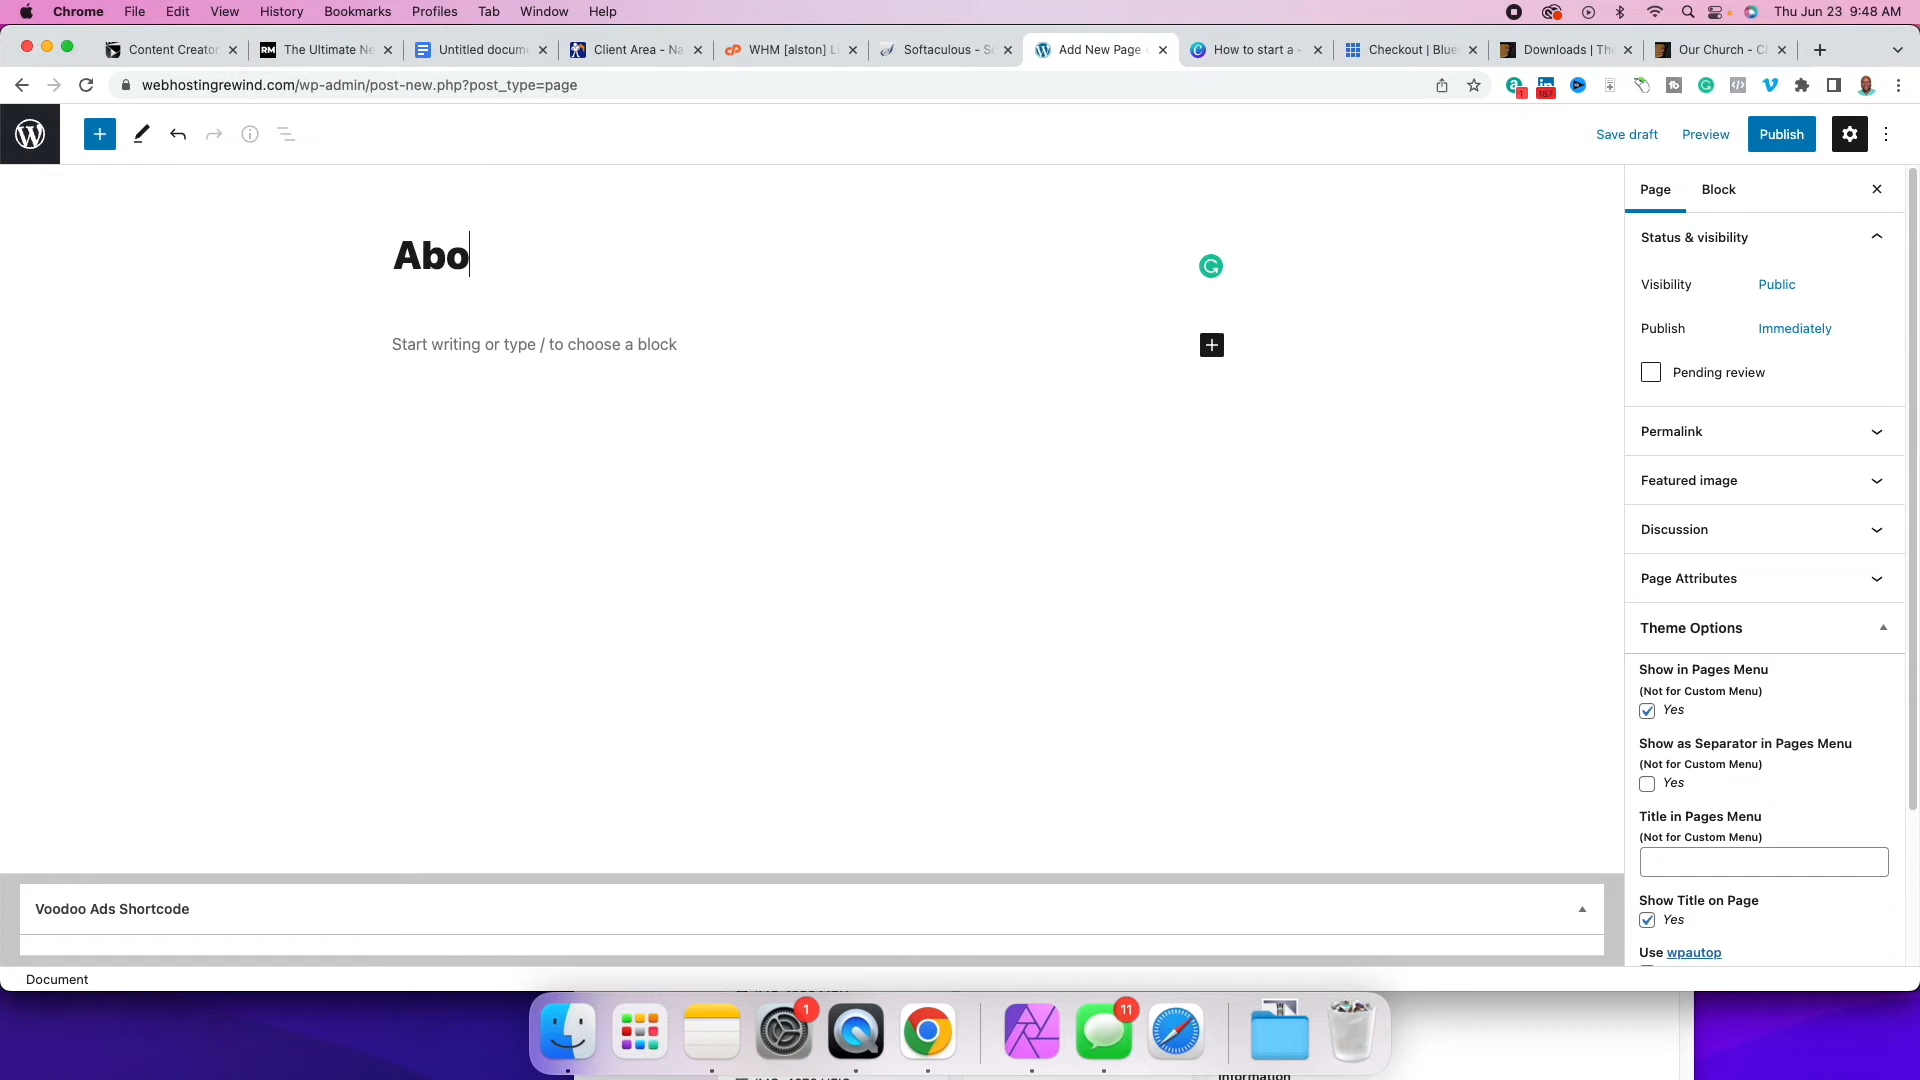 Chrome File Edit View History Bookmarks Profiles Tab Window Help Thu Jun 23 9:48 AM
Content Creator RM The Ultimate Ne Untitled docume Client Area - Na WHM [alston] L Softaculous - S Add New Page How to start a - Checkout | Blue Downloads | The Our Church - C
webhostingrewind.com/wp-admin/post-new.php?post_type=page 1 187
Save draft Preview Publish
Page Block
Abo
Status & visibility
Visibility Public
Start writing or type / to choose a block
Publish Immediately
Pending review
Permalink
Featured image
Discussion
Page Attributes
Theme Options
Show in Pages Menu
(Not for Custom Menu)
Yes
Show as Separator in Pages Menu
(Not for Custom Menu)
Yes
Title in Pages Menu
(Not for Custom Menu)
Show Title on Page
Yes
Use wpautop
Voodoo Ads Shortcode
Document
1 11